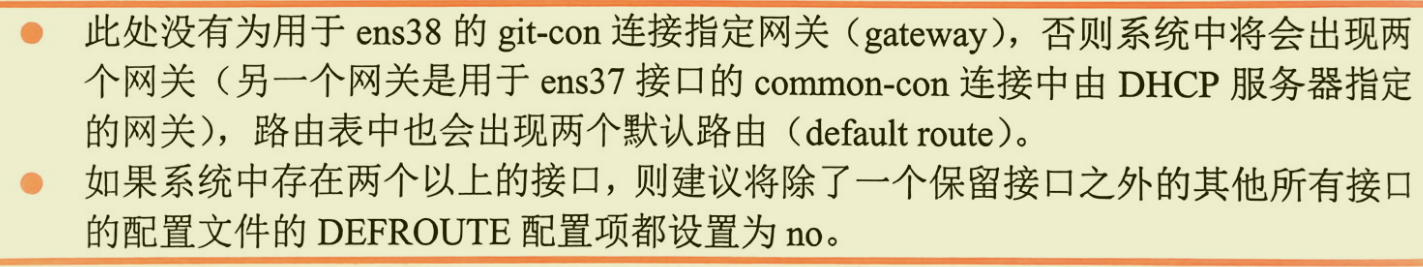 ● 此处没有为用于 ens38 的 git-con 连接指定网关（gateway），否则系统中将会出现两
个网关（另一个网关是用于 ens37 接口的 common-con 连接中由 DHCP 服务器指定
的网关），路由表中也会出现两个默认路由（default route）。
● 如果系统中存在两个以上的接口，则建议将除了一个保留接口之外的其他所有接口
的配置文件的 DEFROUTE 配置项都设置为 no。